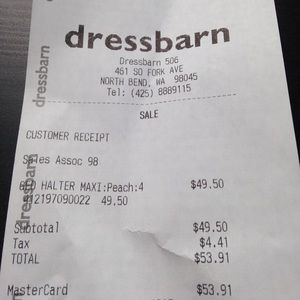 dressbarn
Dressbarn 506
461 SO FORK AVE
NORTH BEND, WA 98045
Tel: (425) 8889115
SALE
CUSTOMER RECEIPT
Sales Assoc 98
HALTER MAXI:Peach:4 $49.50
12197090022 49.50
Subtotal $49.50
Tax $4.41
TOTAL $53.91
MasterCard $53.91
dressbarn
dressbarn